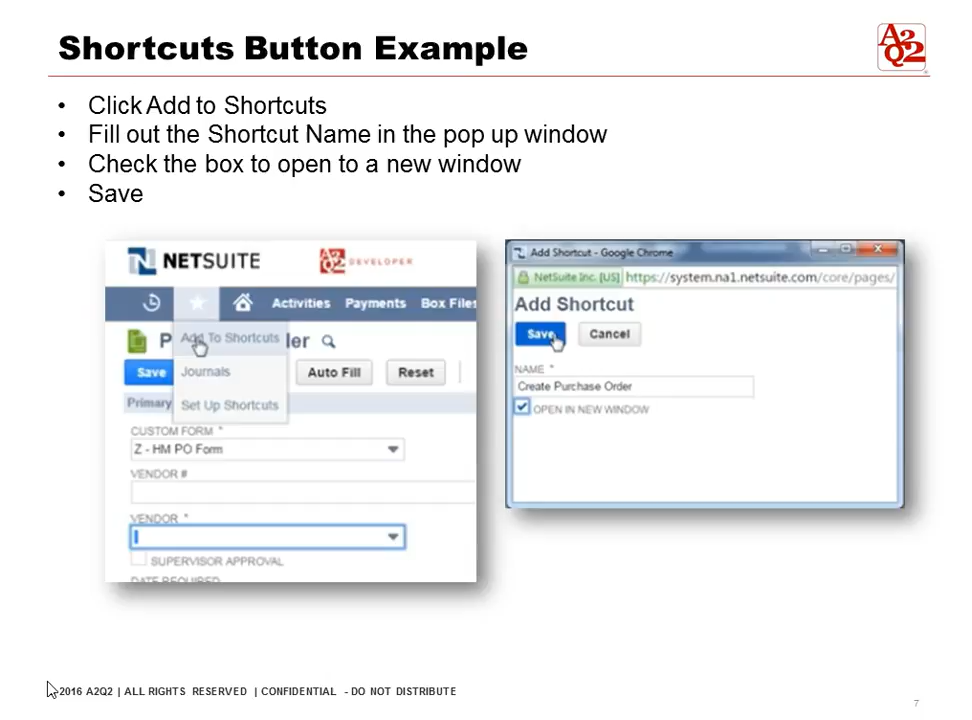 Shortcuts Button Example
A2Q2
• Click Add to Shortcuts
• Fill out the Shortcut Name in the pop up window
• Check the box to open to a new window
• Save
NETSUITE A2Q2 DEVELOPER
Activities Payments Box Files
P Add To Shortcuts ler
Save Journals Auto Fill Reset
Primary Set Up Shortcuts
CUSTOM FORM *
Z - HM PO Form
VENDOR #
VENDOR *
SUPERVISOR APPROVAL
DATE REQUIRED
Add Shortcut - Google Chrome
NetSuite Inc. [US] https://system.na1.netsuite.com/core/pages/
Add Shortcut
Save Cancel
NAME *
Create Purchase Order
OPEN IN NEW WINDOW
2016 A2Q2 | ALL RIGHTS RESERVED | CONFIDENTIAL - DO NOT DISTRIBUTE
7